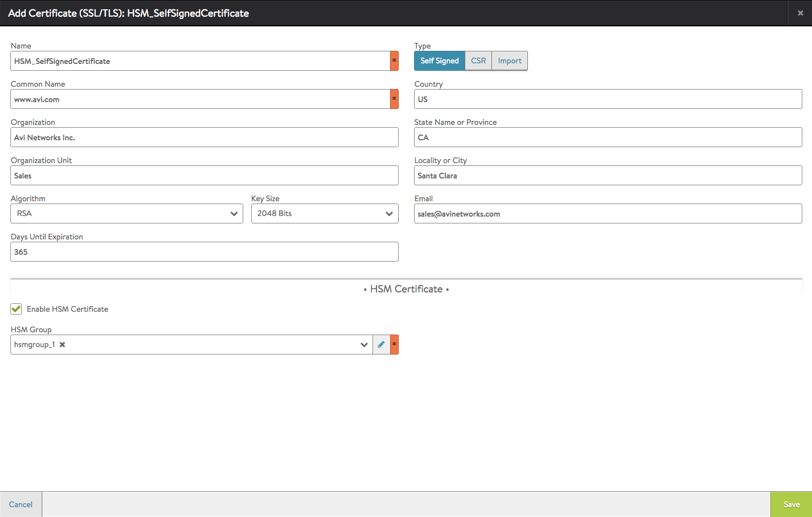 Add Certificate (SSL/TLS): HSM_SelfSignedCertificate
Name
HSM_SelfSignedCertificate
Type
Self Signed CSR Import
Common Name
www.avi.com
Country
US
Organization
Avi Networks Inc.
State Name or Province
CA
Organization Unit
Sales
Locality or City
Santa Clara
Algorithm
RSA
Key Size
2048 Bits
Email
sales@avinetworks.com
Days Until Expiration
365
• HSM Certificate •
Enable HSM Certificate
HSM Group
hsmgroup_1
Cancel
Save